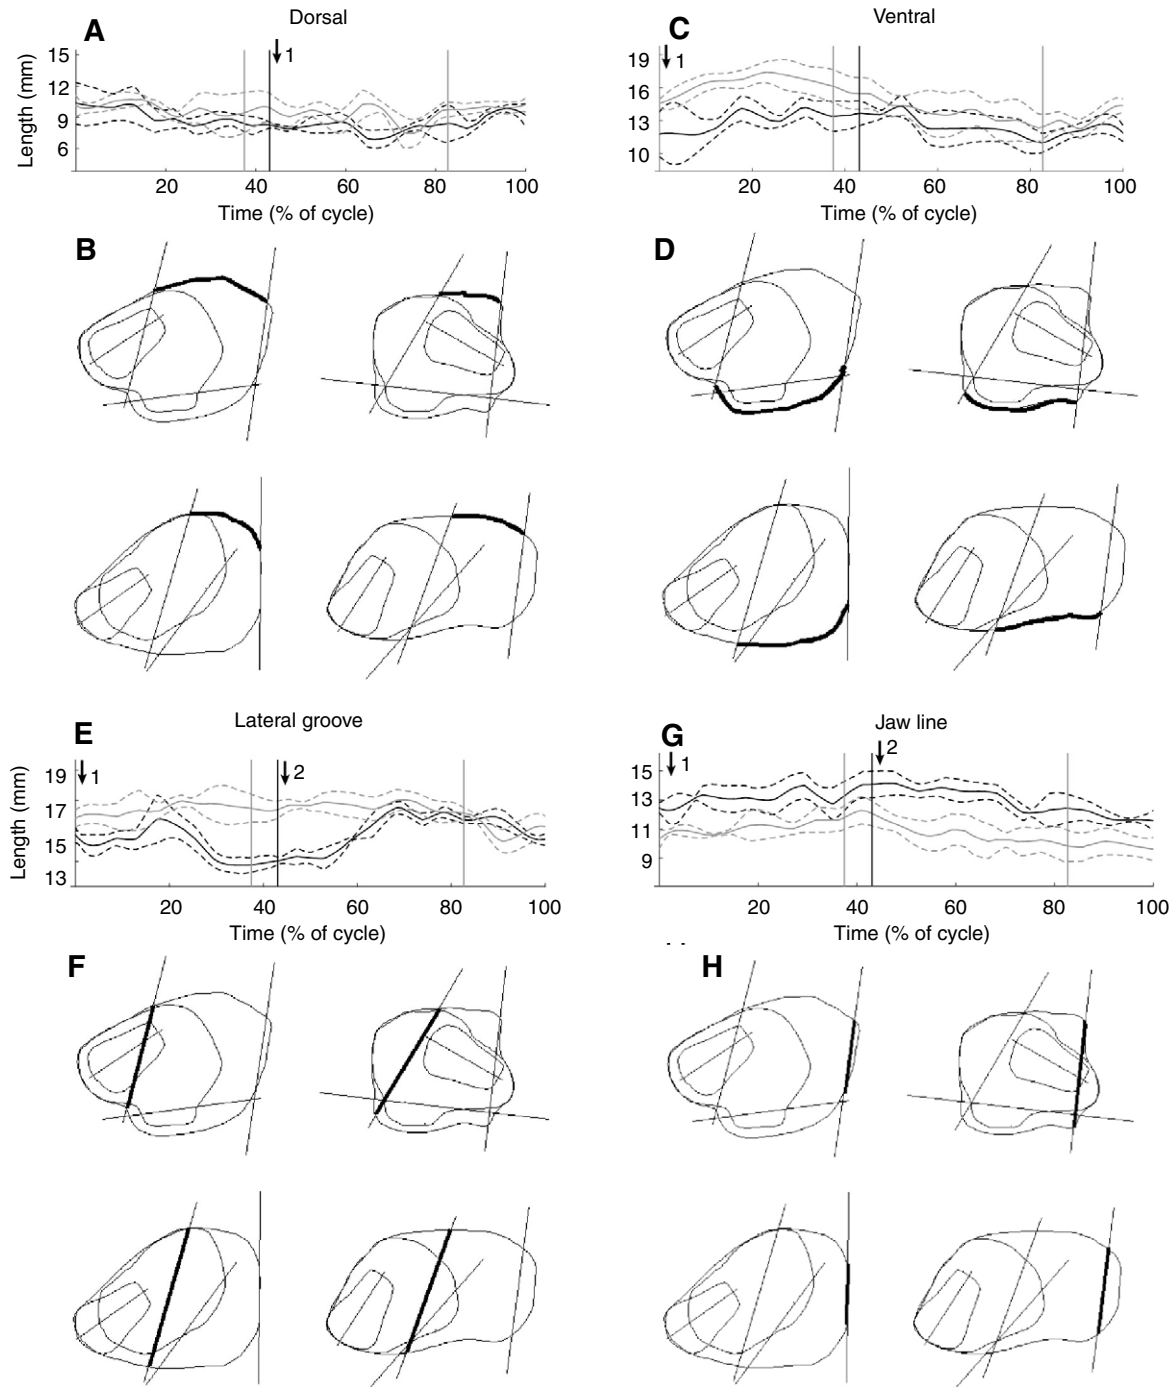 A
Dorsal
1
15
12
9
6
Length (mm)
20
40
60
80
100
Time (% of cycle)
C
Ventral
1
19
16
13
10
20
40
60
80
100
Time (% of cycle)
B
D
E
Lateral groove
1
2
19
17
15
13
Length (mm)
20
40
60
80
100
Time (% of cycle)
G
Jaw line
1
2
15
13
11
9
20
40
60
80
100
Time (% of cycle)
F
H